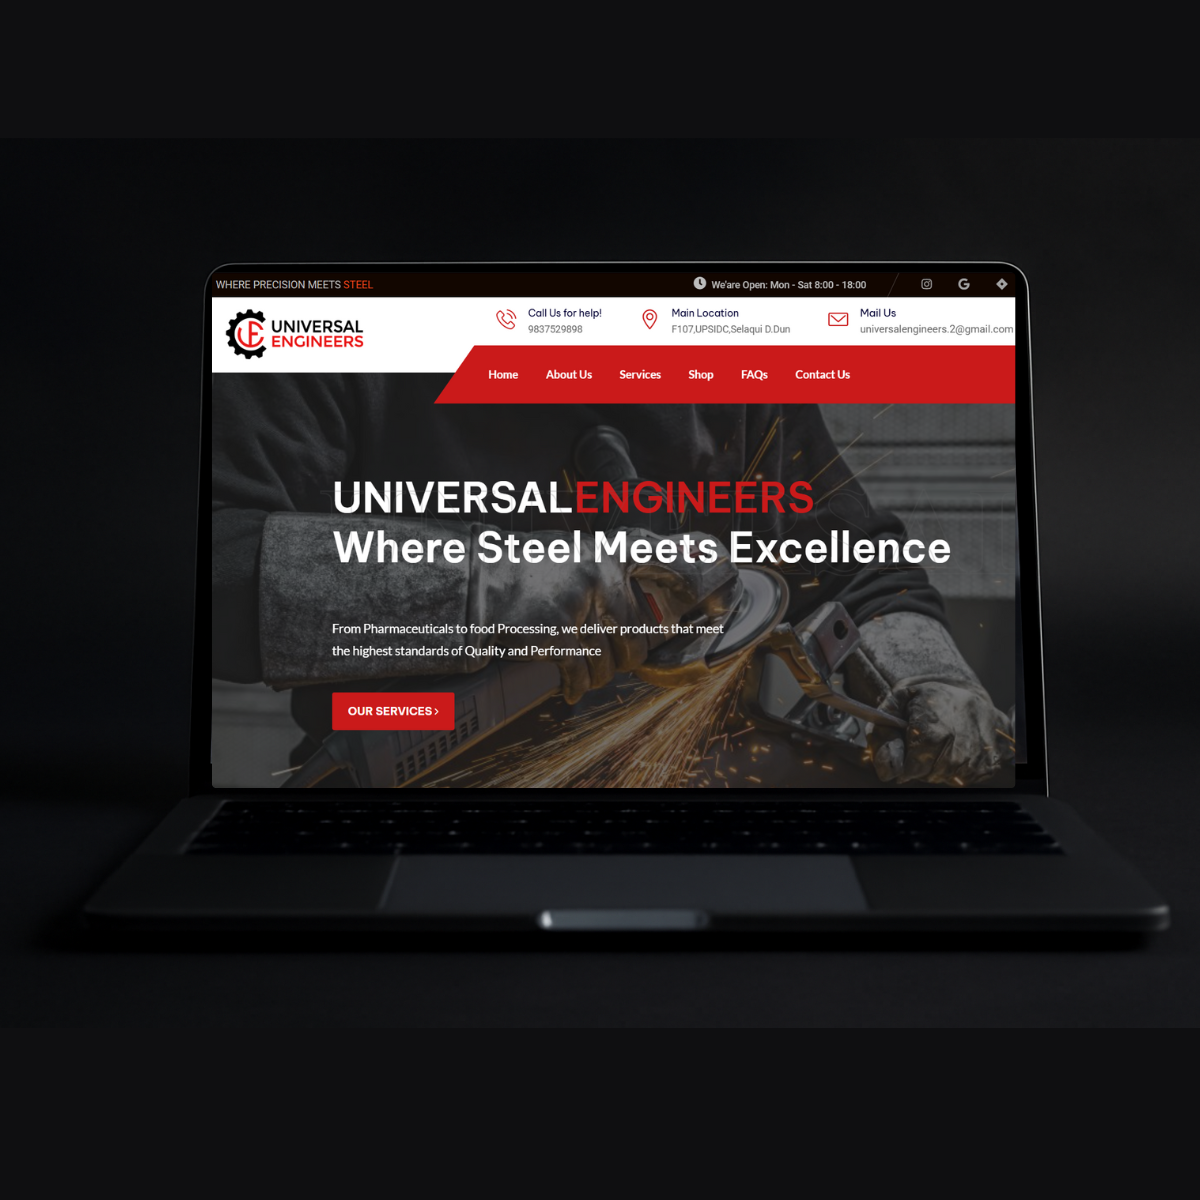 WHERE PRECISION MEETS STEEL
We'are Open: Mon - Sat 8:00 - 18:00
UNIVERSAL
ENGINEERS
Call Us for help!
9837529898
Main Location
F107,UPSIDC,Selaqui D.Dun
Mail Us
universalengineers.2@gmail.com
Home About Us Services Shop FAQs Contact Us
UNIVERSALENGINEERS
Where Steel Meets Excellence
From Pharmaceuticals to food Processing, we deliver products that meet
the highest standards of Quality and Performance
OUR SERVICES